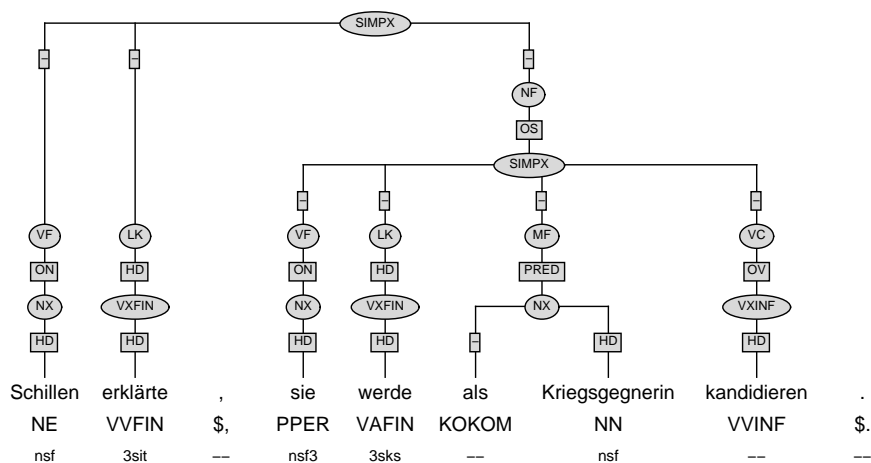 SIMPX
– – –
NF
OS
SIMPX
– – – –
VF LK VF LK MF VC
ON HD ON HD PRED OV
NX VXFIN NX VXFIN NX VXINF
HD HD HD HD – HD HD
Schillen erklärte , sie werde als Kriegsgegnerin kandidieren .
NE VVFIN $, PPER VAFIN KOKOM NN VVINF $.
nsf 3sit −− nsf3 3sks −− nsf −− −−